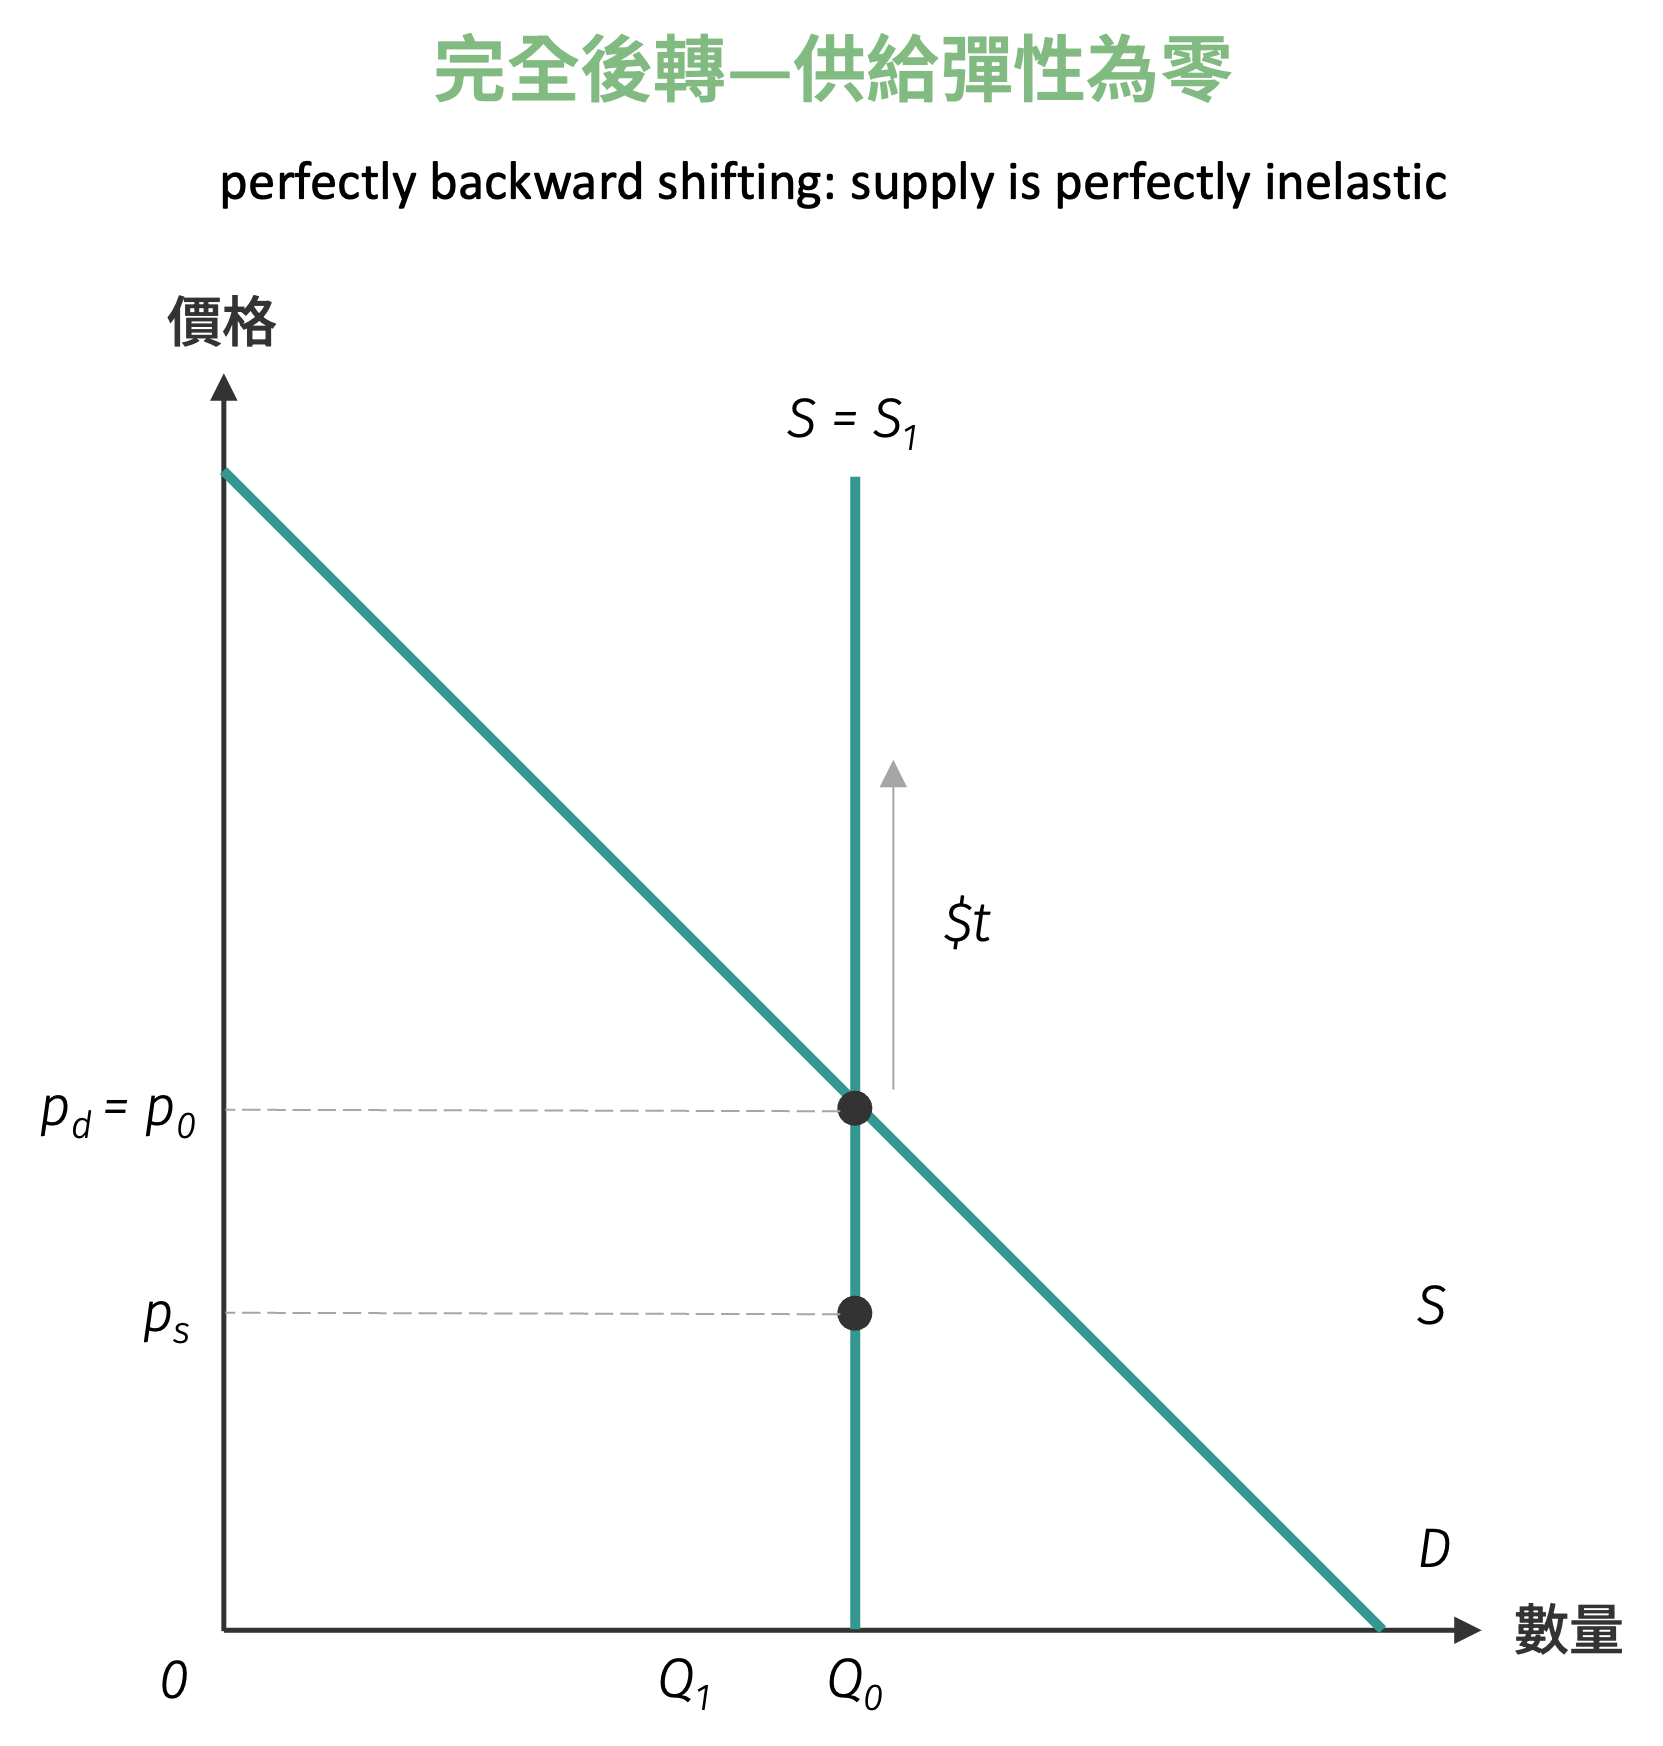 完全後轉—供給彈性為零
perfectly backward shifting: supply is perfectly inelastic
價格
S = S₁
$t
p_d = p₀
pₛ
S
D
數量
0 Q₁ Q₀